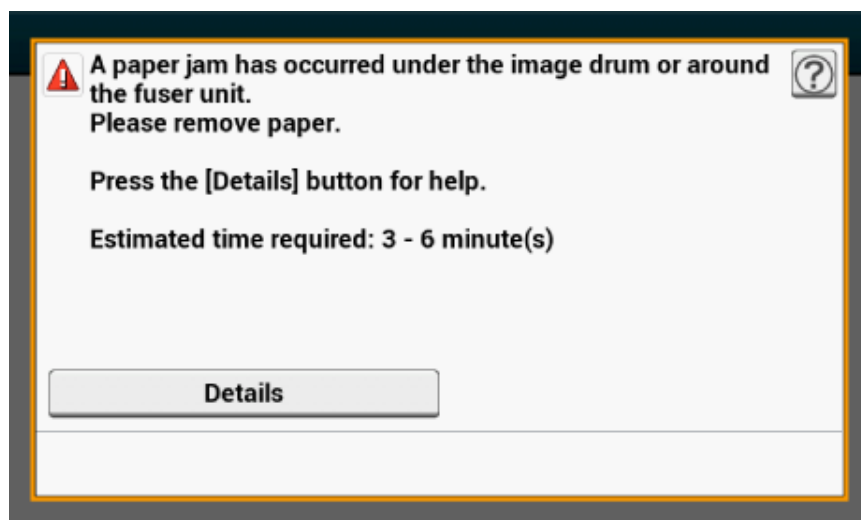 A paper jam has occurred under the image drum or around
the fuser unit.
Please remove paper.
Press the [Details] button for help.
Estimated time required: 3 - 6 minute(s)
Details